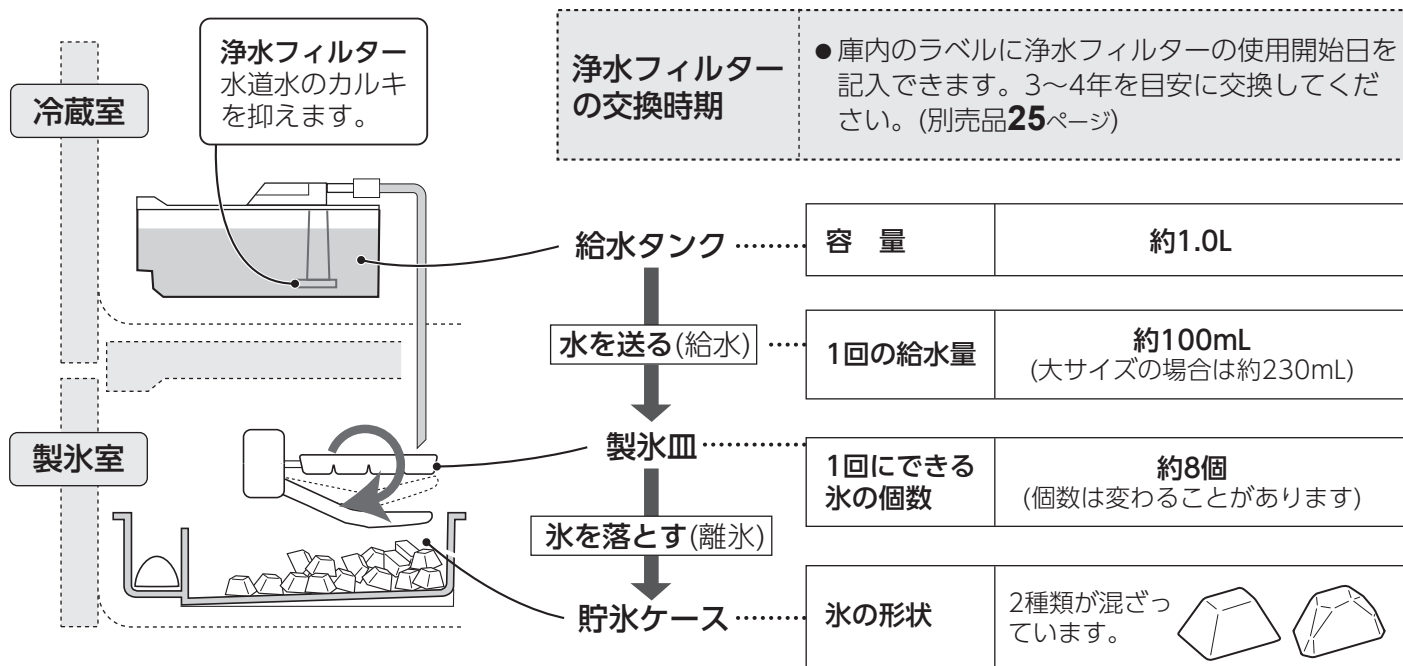 浄水フィルター
水道水のカルキ
を抑えます。
冷蔵室
浄水フィルター
の交換時期
●庫内のラベルに浄水フィルターの使用開始日を
記入できます。3~4年を目安に交換してくだ
さい。(別売品25ページ)
給水タンク
容 量
約1.0L
水を送る(給水)
1回の給水量
約100mL
(大サイズの場合は約230mL)
製氷室
製氷皿
1回にできる
氷の個数
約8個
(個数は変わることがあります)
氷を落とす(離氷)
貯氷ケース
氷の形状
2種類が混ざっ
ています。